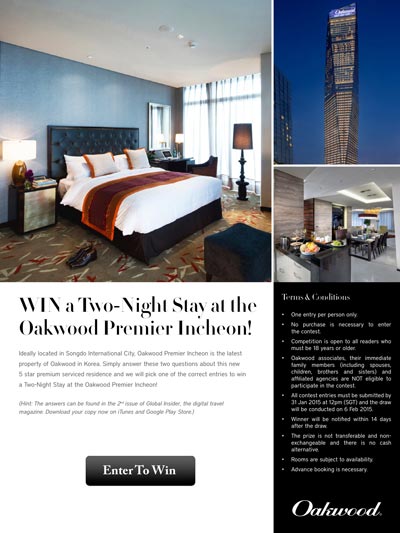 Oakwood
WIN a Two-Night Stay at the
Oakwood Premier Incheon!
Ideally located in Songdo International City, Oakwood Premier Incheon is the latest
property of Oakwood in Korea. Simply answer these two questions about this new
5 star premium serviced residence and we will pick one of the correct entries to win
a Two-Night Stay at the Oakwood Premier Incheon!
(Hint: The answers can be found in the 2nd issue of Global Insider, the digital travel
magazine. Download your copy now on iTunes and Google Play Store.)
Enter To Win
Terms & Conditions
• One entry per person only.
• No purchase is necessary to enter
the contest.
• Competition is open to all readers who
must be 18 years or older.
• Oakwood associates, their immediate
family members (including spouses,
children, brothers and sisters) and
affiliated agencies are NOT eligible to
participate in the contest.
• All contest entries must be submitted by
31 Jan 2015 at 12pm (SGT) and the draw
will be conducted on 6 Feb 2015.
• Winner will be notified within 14 days
after the draw.
• The prize is not transferable and non-
exchangeable and there is no cash
alternative.
• Rooms are subject to availability.
• Advance booking is necessary.
Oakwood®